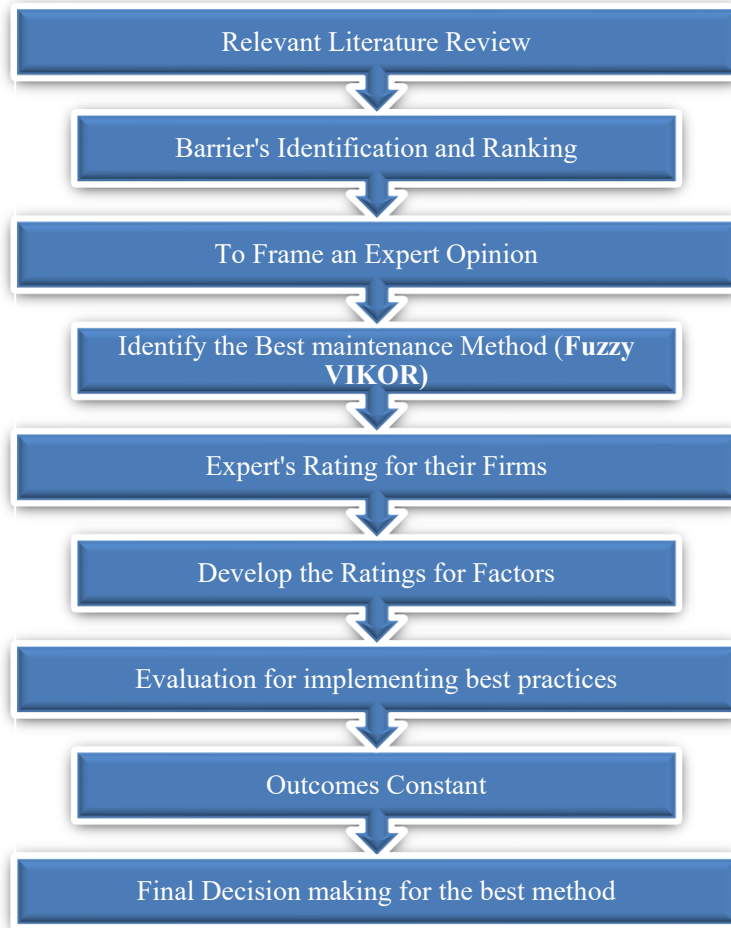 Relevant Literature Review
Barrier's Identification and Ranking
To Frame an Expert Opinion
Identify the Best maintenance Method (Fuzzy
VIKOR)
Expert's Rating for their Firms
Develop the Ratings for Factors
Evaluation for implementing best practices
Outcomes Constant
Final Decision making for the best method